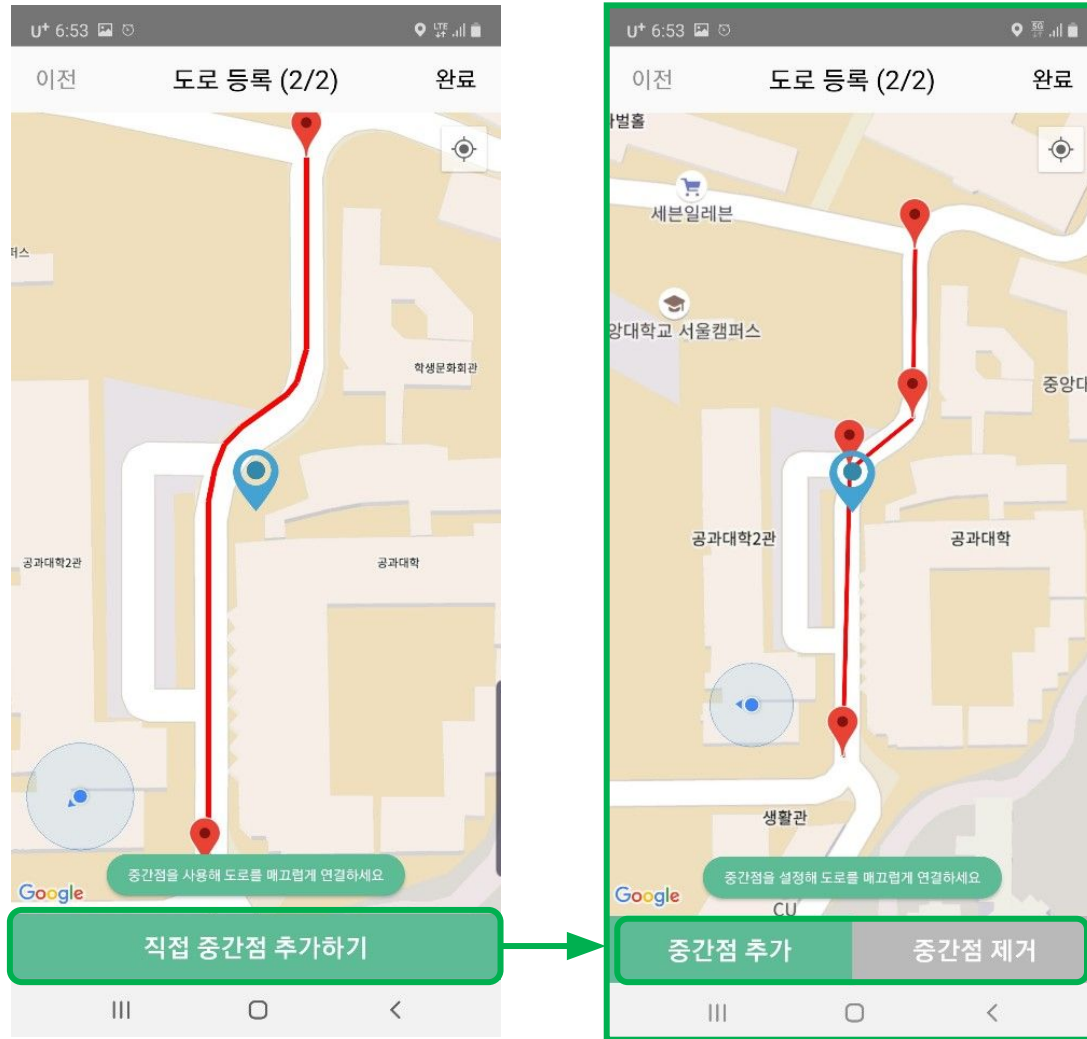 U+ 6:53
LTE
이전
도로 등록 (2/2)
완료
퍼스
학생문화회관
공과대학2관
공과대학
중간점을 사용해 도로를 매끄럽게 연결하세요
Google
직접 중간점 추가하기
U+ 6:53
5G
이전
도로 등록 (2/2)
완료
벌홀
세븐일레븐
앙대학교 서울캠퍼스
중앙대
공과대학2관
공과대학
생활관
중간점을 설정해 도로를 매끄럽게 연결하세요
Google
CU
중간점 추가
중간점 제거